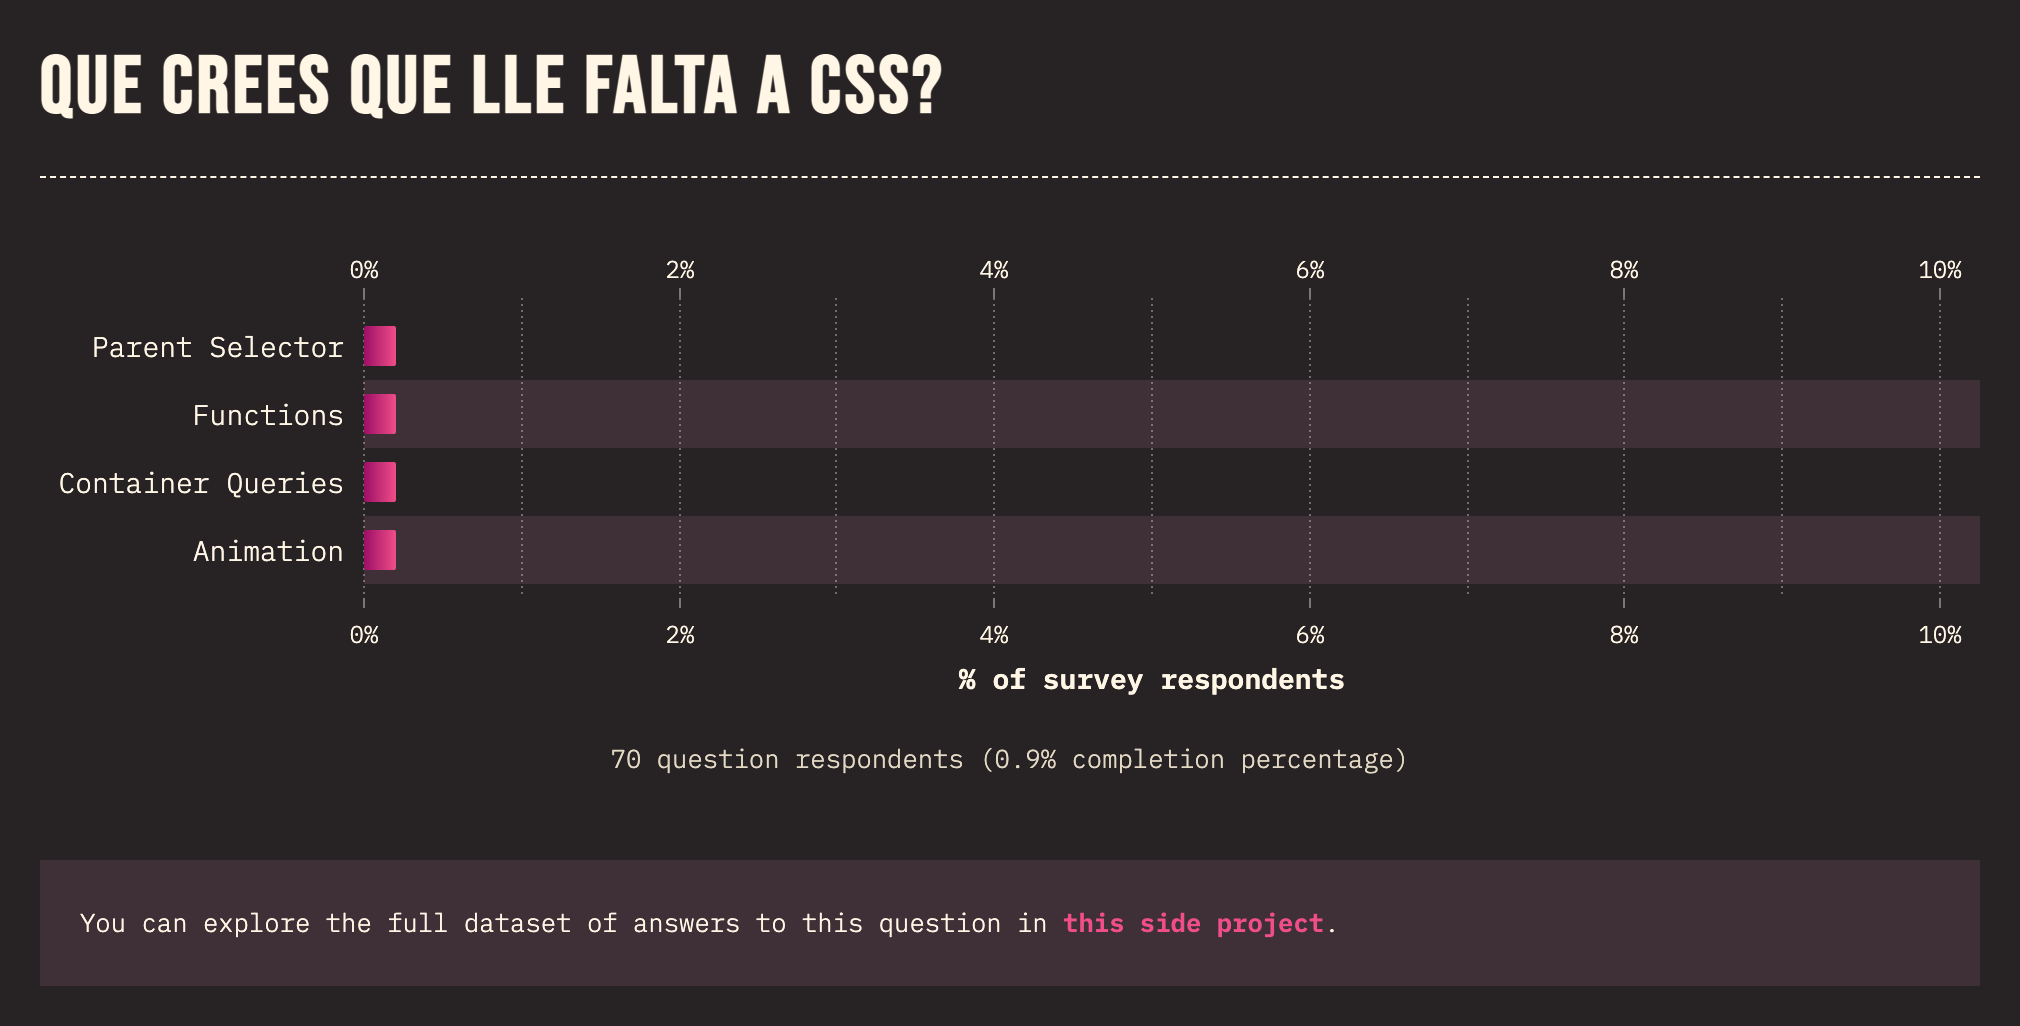 QUE CREES QUE LLE FALTA A CSS?
0% 2% 4% 6% 8% 10%
Parent Selector
Functions
Container Queries
Animation
0% 2% 4% 6% 8% 10%
% of survey respondents
70 question respondents (0.9% completion percentage)
You can explore the full dataset of answers to this question in this side project.